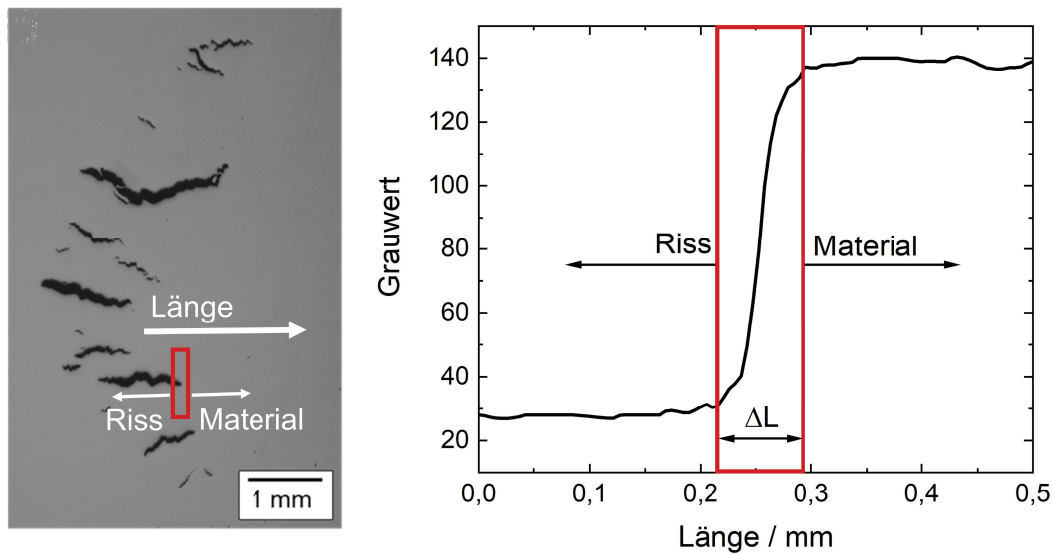 Länge
Riss
Material
1 mm
Grauwert
140
120
100
80
60
40
20
Riss
Material
ΔL
0,0
0,1
0,2
0,3
0,4
0,5
Länge / mm